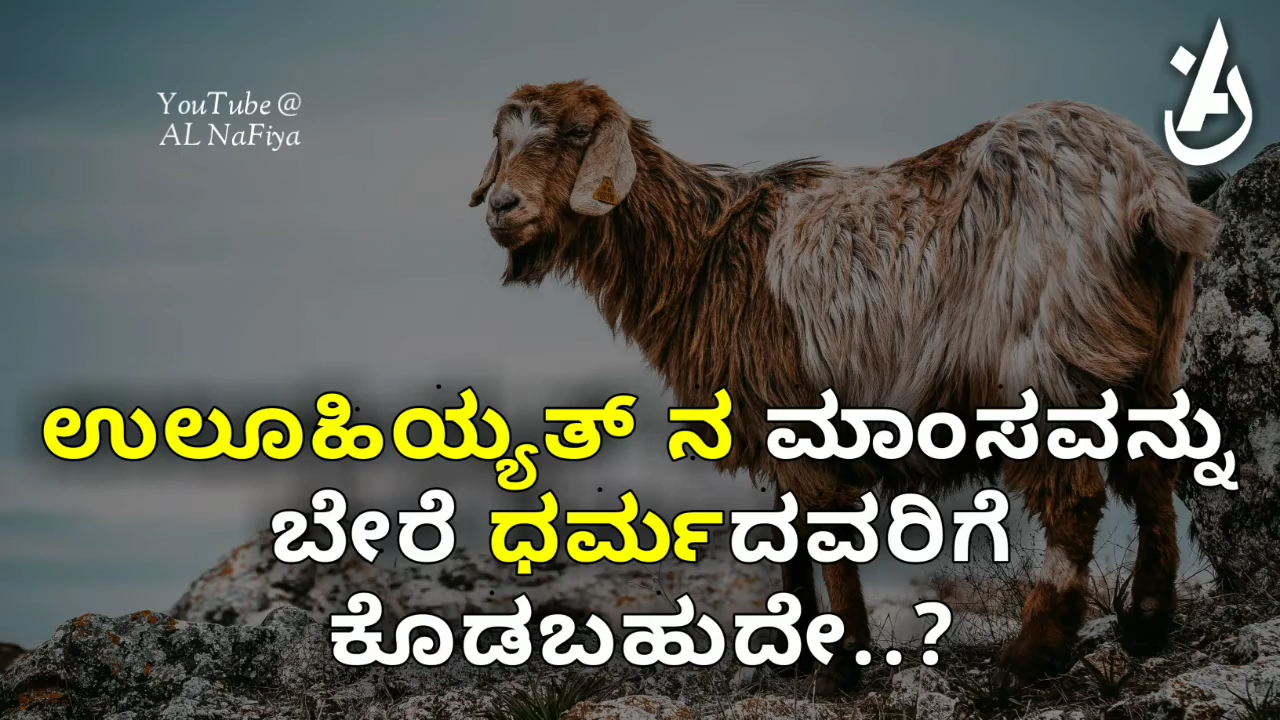 YouTube @
AL NaFiya
ಉಲೂಹಿಯ್ಯತ್ ನ ಮಾಂಸವನ್ನು
ಬೇರೆ ಧರ್ಮದವರಿಗೆ
ಕೊಡಬಹುದೇ..?